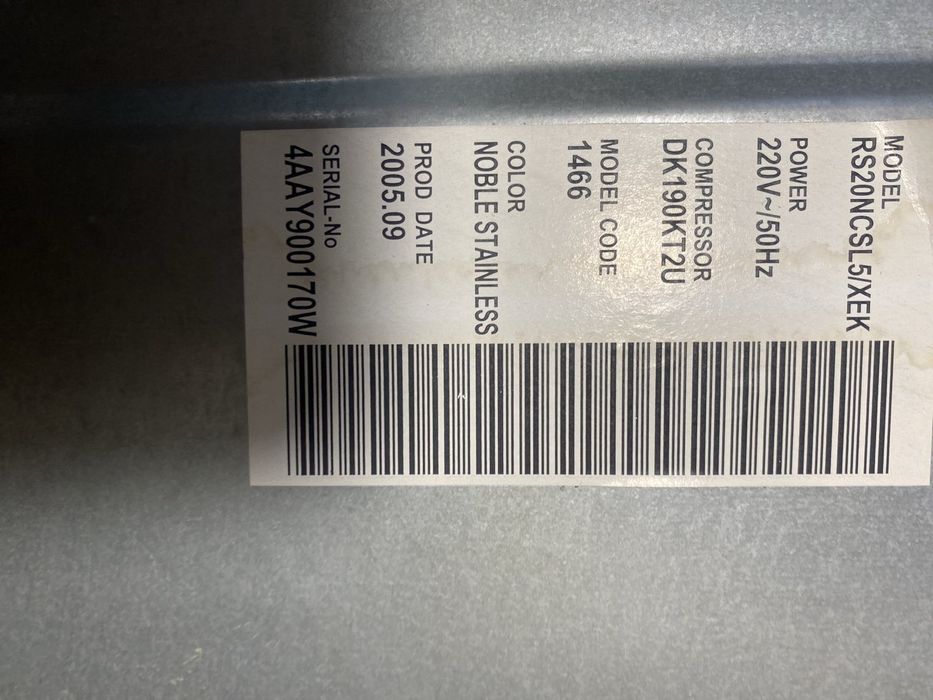 MODEL
RS20NCSL5/XEK
POWER
220V~/50Hz
COMPRESSOR
DK190KT2U
MODEL CODE
1466
COLOR
NOBLE STAINLESS
PROD DATE
2005.09
SERIAL-No
4AAY900170W